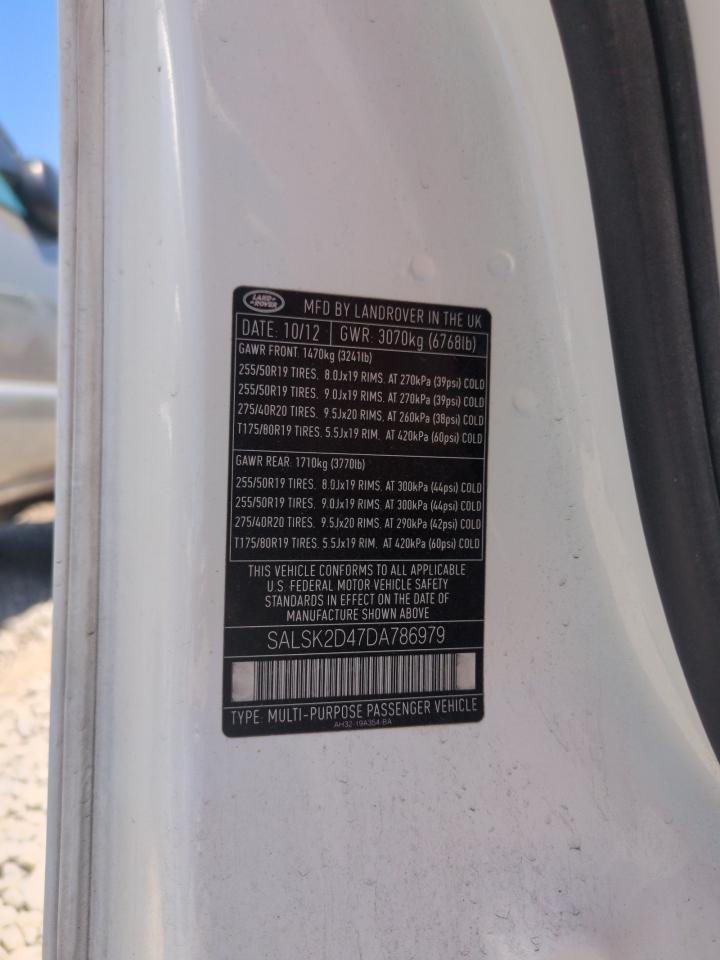 LAND-
-ROVER
MFD BY LANDROVER IN THE UK
DATE: 10/12 GWR: 3070kg (6768lb)
GAWR FRONT. 1470kg (3241lb)
255/50R19 TIRES. 8.0Jx19 RIMS. AT 270kPa (39psi) COLD
255/50R19 TIRES. 9.0Jx19 RIMS. AT 270kPa (39psi) COLD
275/40R20 TIRES. 9.5Jx20 RIMS. AT 260kPa (38psi) COLD
T175/80R19 TIRES. 5.5Jx19 RIM. AT 420kPa (60psi) COLD
GAWR REAR: 1710kg (3770lb)
255/50R19 TIRES. 8.0Jx19 RIMS. AT 300kPa (44psi) COLD
255/50R19 TIRES. 9.0Jx19 RIMS. AT 300kPa (44psi) COLD
275/40R20 TIRES. 9.5Jx20 RIMS. AT 290kPa (42psi) COLD
T175/80R19 TIRES. 5.5Jx19 RIM. AT 420kPa (60psi) COLD
THIS VEHICLE CONFORMS TO ALL APPLICABLE
U.S. FEDERAL MOTOR VEHICLE SAFETY
STANDARDS IN EFFECT ON THE DATE OF
MANUFACTURE SHOWN ABOVE
SALSK2D47DA786979
TYPE: MULTI-PURPOSE PASSENGER VEHICLE
AH32-19A354-BA